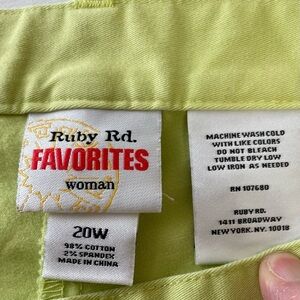 Ruby Rd.
FAVORITES
woman
20W
98% COTTON
2% SPANDEX
MADE IN CHINA
MACHINE WASH COLD
WITH LIKE COLORS
DO NOT BLEACH
TUMBLE DRY LOW
LOW IRON AS NEEDED
RN 107680
RUBY RD.
1411 BROADWAY
NEW YORK, NY. 10018